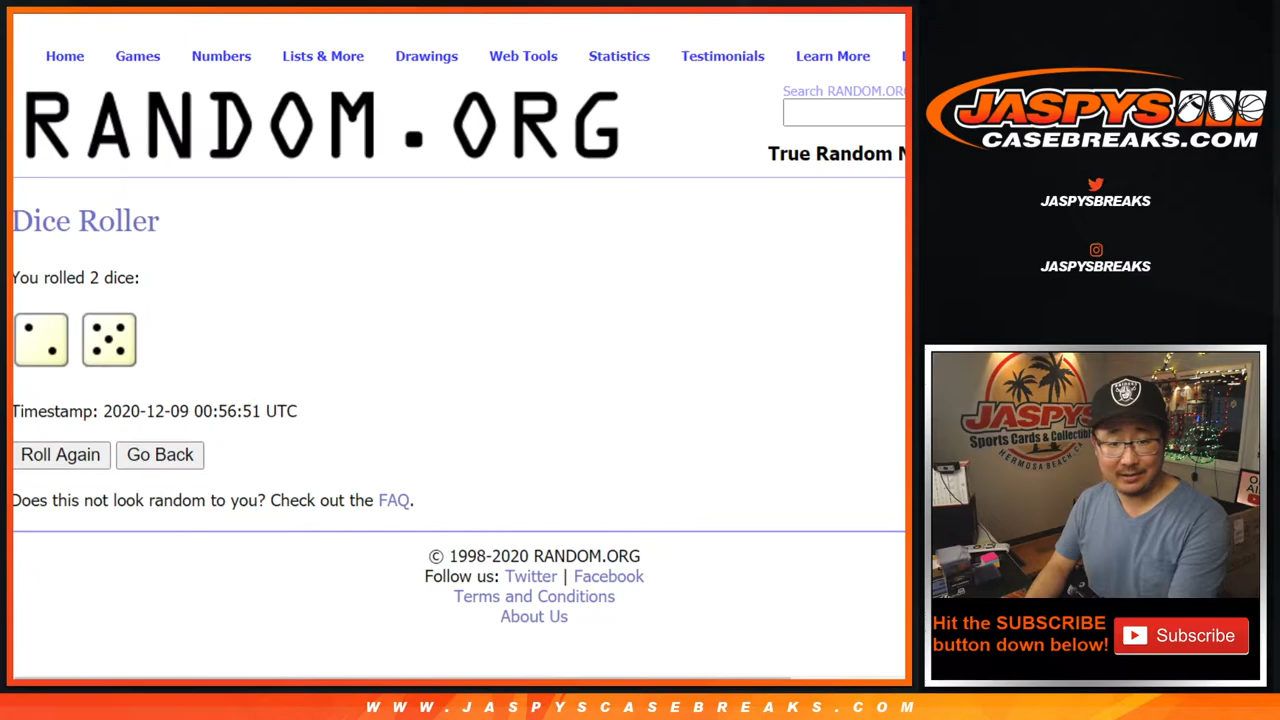 Home Games Numbers Lists & More Drawings Web Tools Statistics Testimonials Learn More
RANDOM.ORG
Search RANDOM.OR
True Random N
Dice Roller
You rolled 2 dice:
Timestamp: 2020-12-09 00:56:51 UTC
Roll Again Go Back
Does this not look random to you? Check out the FAQ.
© 1998-2020 RANDOM.ORG
Follow us: Twitter | Facebook
Terms and Conditions
About Us
JASPYS
CASEBREAKS.COM
JASPYSBREAKS
JASPYSBREAKS
JASPYS
Sports Cards & Collectibl
HERMOSA BEACH, CA
RAIDERS
Hit the SUBSCRIBE
button down below!
Subscribe
WWW.JASPYSCASEBREAKS.COM